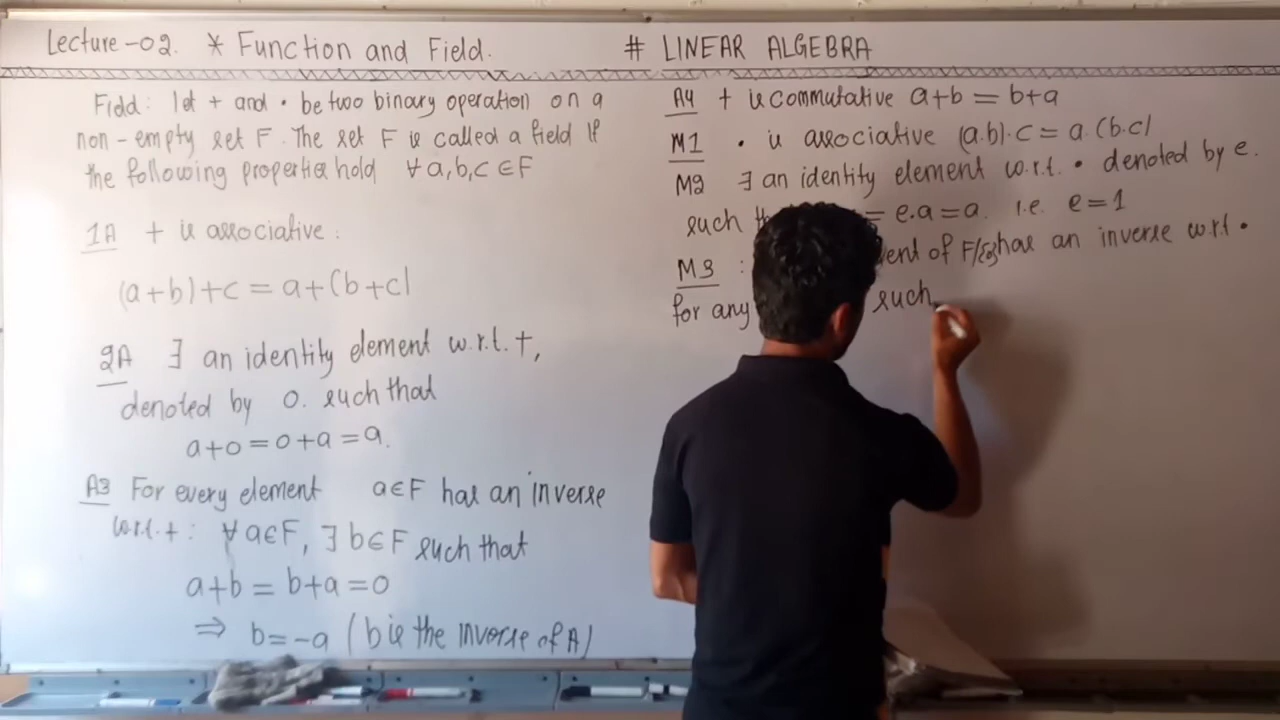 Lecture-02. * Function and Field.
# LINEAR ALGEBRA
Field: let + and • be two binary operation on a
non-empty set F. The set F is called a field if
the following propertie hold ∀ a,b,c ∈ F
1A + is associative:
(a+b)+c = a+(b+c)
2A ∃ an identity element w.r.t. +,
denoted by 0. such that
a+0=0+a=a.
A3 For every element a∈F has an inverse
w.r.t +: ∀ a∈F, ∃ b∈F such that
a+b = b+a = 0
⇒ b=-a (b is the inverse of A)
A4 + is commutative a+b = b+a
M1 • is associative (a.b).c = a.(b.c)
M2 ∃ an identity element w.r.t. • denoted by e.
such = e.a=a. i.e. e=1
M3 : of F/{0} has an inverse w.r.t •
for any such